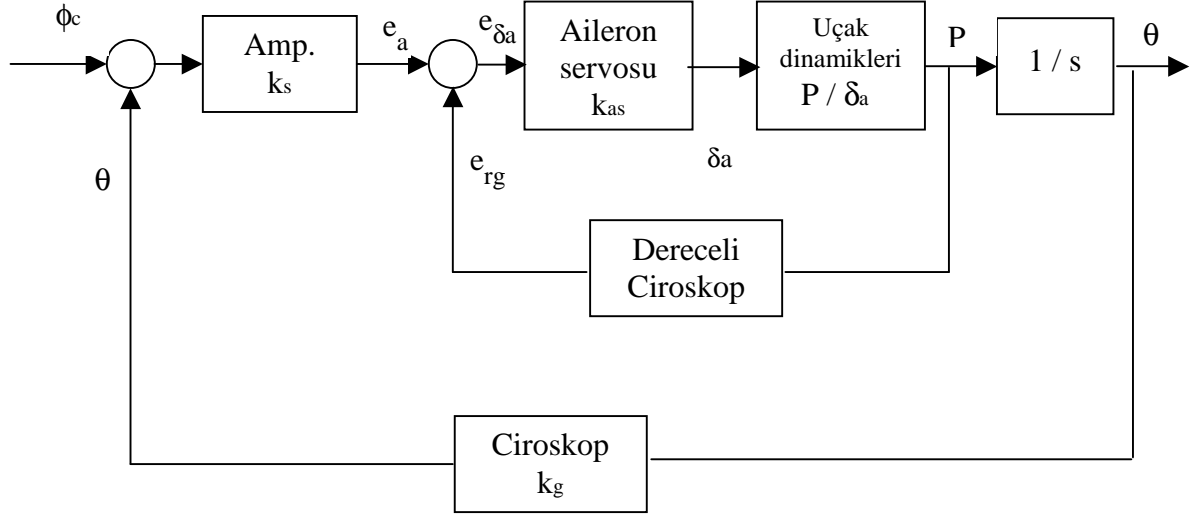 ϕc
Amp.
ks
ea
eδa
Aileron
servosu
kas
Uçak
dinamikleri
P / δa
P
1 / s
θ
δa
θ
erg
Dereceli
Ciroskop
Ciroskop
kg